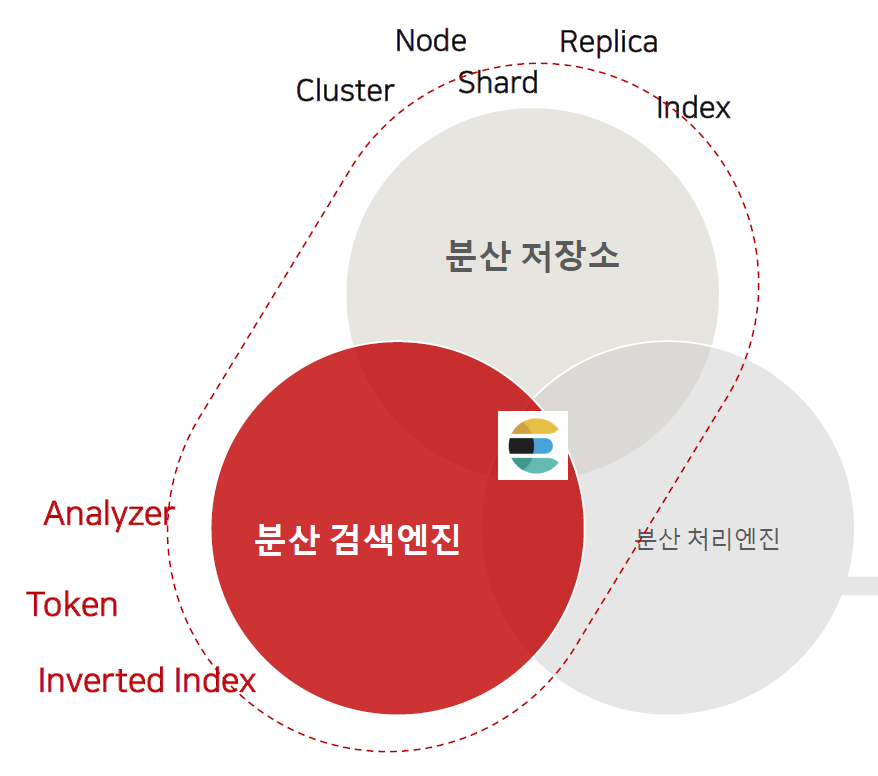 Node
Replica
Cluster
Shard
Index
분산 저장소
Analyzer
분산 검색엔진
분산 처리엔진
Token
Inverted Index